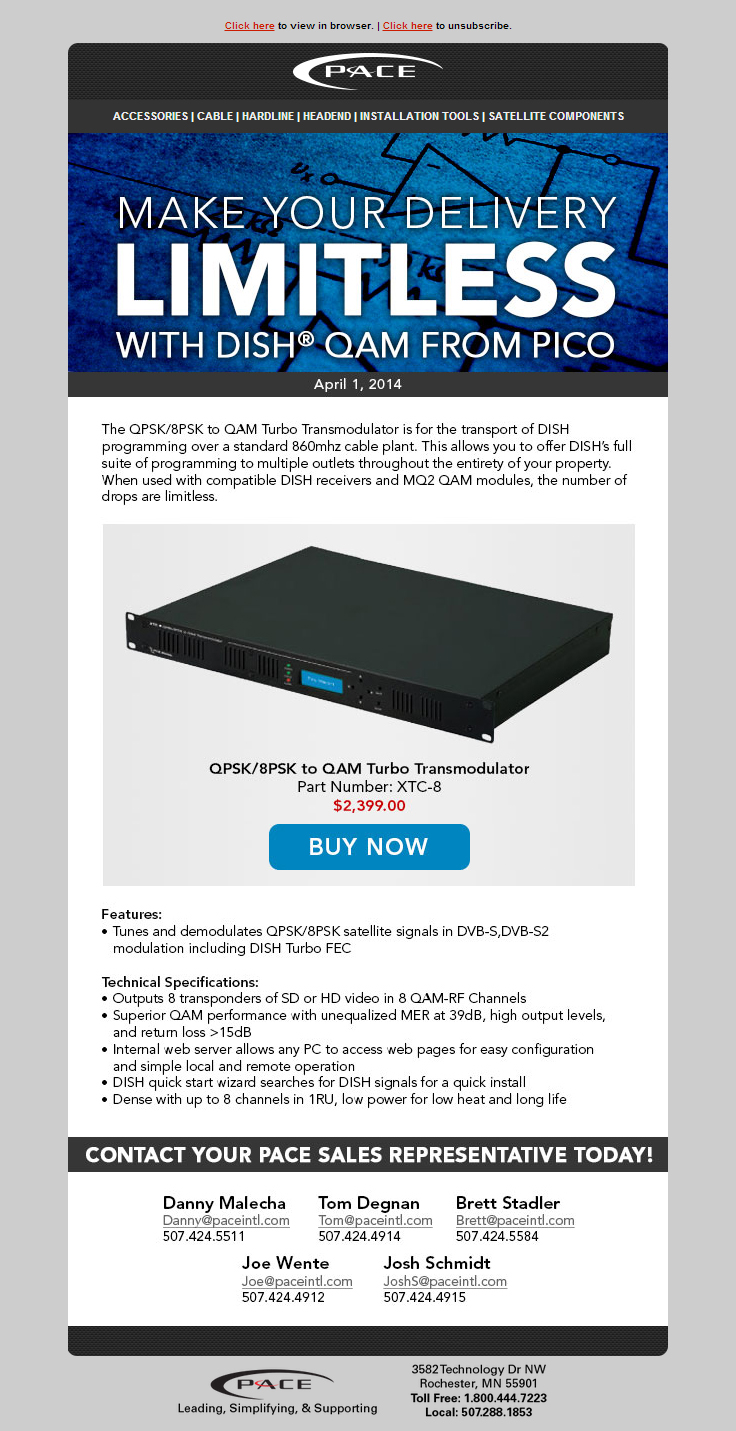 Click here to view in browser. | Click here to unsubscribe.
PACE
ACCESSORIES | CABLE | HARDLINE | HEADEND | INSTALLATION TOOLS | SATELLITE COMPONENTS
MAKE YOUR DELIVERY
LIMITLESS
WITH DISH® QAM FROM PICO
April 1, 2014
The QPSK/8PSK to QAM Turbo Transmodulator is for the transport of DISH
programming over a standard 860mhz cable plant. This allows you to offer DISH's full
suite of programming to multiple outlets throughout the entirety of your property.
When used with compatible DISH receivers and MQ2 QAM modules, the number of
drops are limitless.
QPSK/8PSK to QAM Turbo Transmodulator
Part Number: XTC-8
$2,399.00
BUY NOW
Features:
• Tunes and demodulates QPSK/8PSK satellite signals in DVB-S,DVB-S2
modulation including DISH Turbo FEC
Technical Specifications:
• Outputs 8 transponders of SD or HD video in 8 QAM-RF Channels
• Superior QAM performance with unequalized MER at 39dB, high output levels,
and return loss >15dB
• Internal web server allows any PC to access web pages for easy configuration
and simple local and remote operation
• DISH quick start wizard searches for DISH signals for a quick install
• Dense with up to 8 channels in 1RU, low power for low heat and long life
CONTACT YOUR PACE SALES REPRESENTATIVE TODAY!
Danny Malecha
Danny@paceintl.com
507.424.5511
Tom Degnan
Tom@paceintl.com
507.424.4914
Brett Stadler
Brett@paceintl.com
507.424.5584
Joe Wente
Joe@paceintl.com
507.424.4912
Josh Schmidt
JoshS@paceintl.com
507.424.4915
PACE
Leading, Simplifying, & Supporting
3582 Technology Dr NW
Rochester, MN 55901
Toll Free: 1.800.444.7223
Local: 507.288.1853